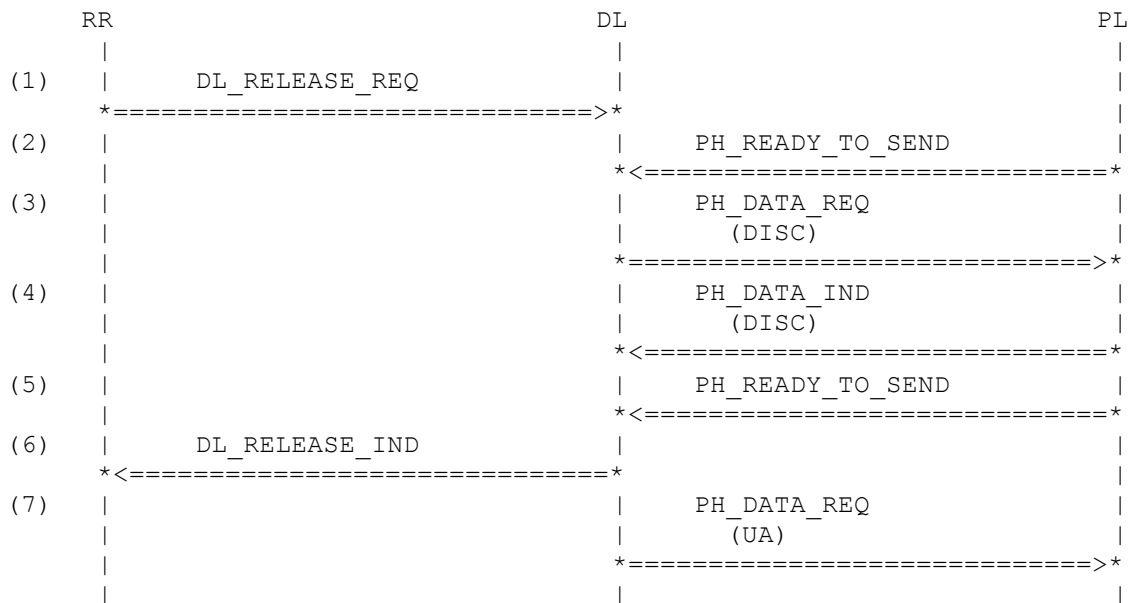 RR DL PL
(1) DL_RELEASE_REQ
(2) PH_READY_TO_SEND
(3) PH_DATA_REQ
(DISC)
(4) PH_DATA_IND
(DISC)
(5) PH_READY_TO_SEND
(6) DL_RELEASE_IND
(7) PH_DATA_REQ
(UA)